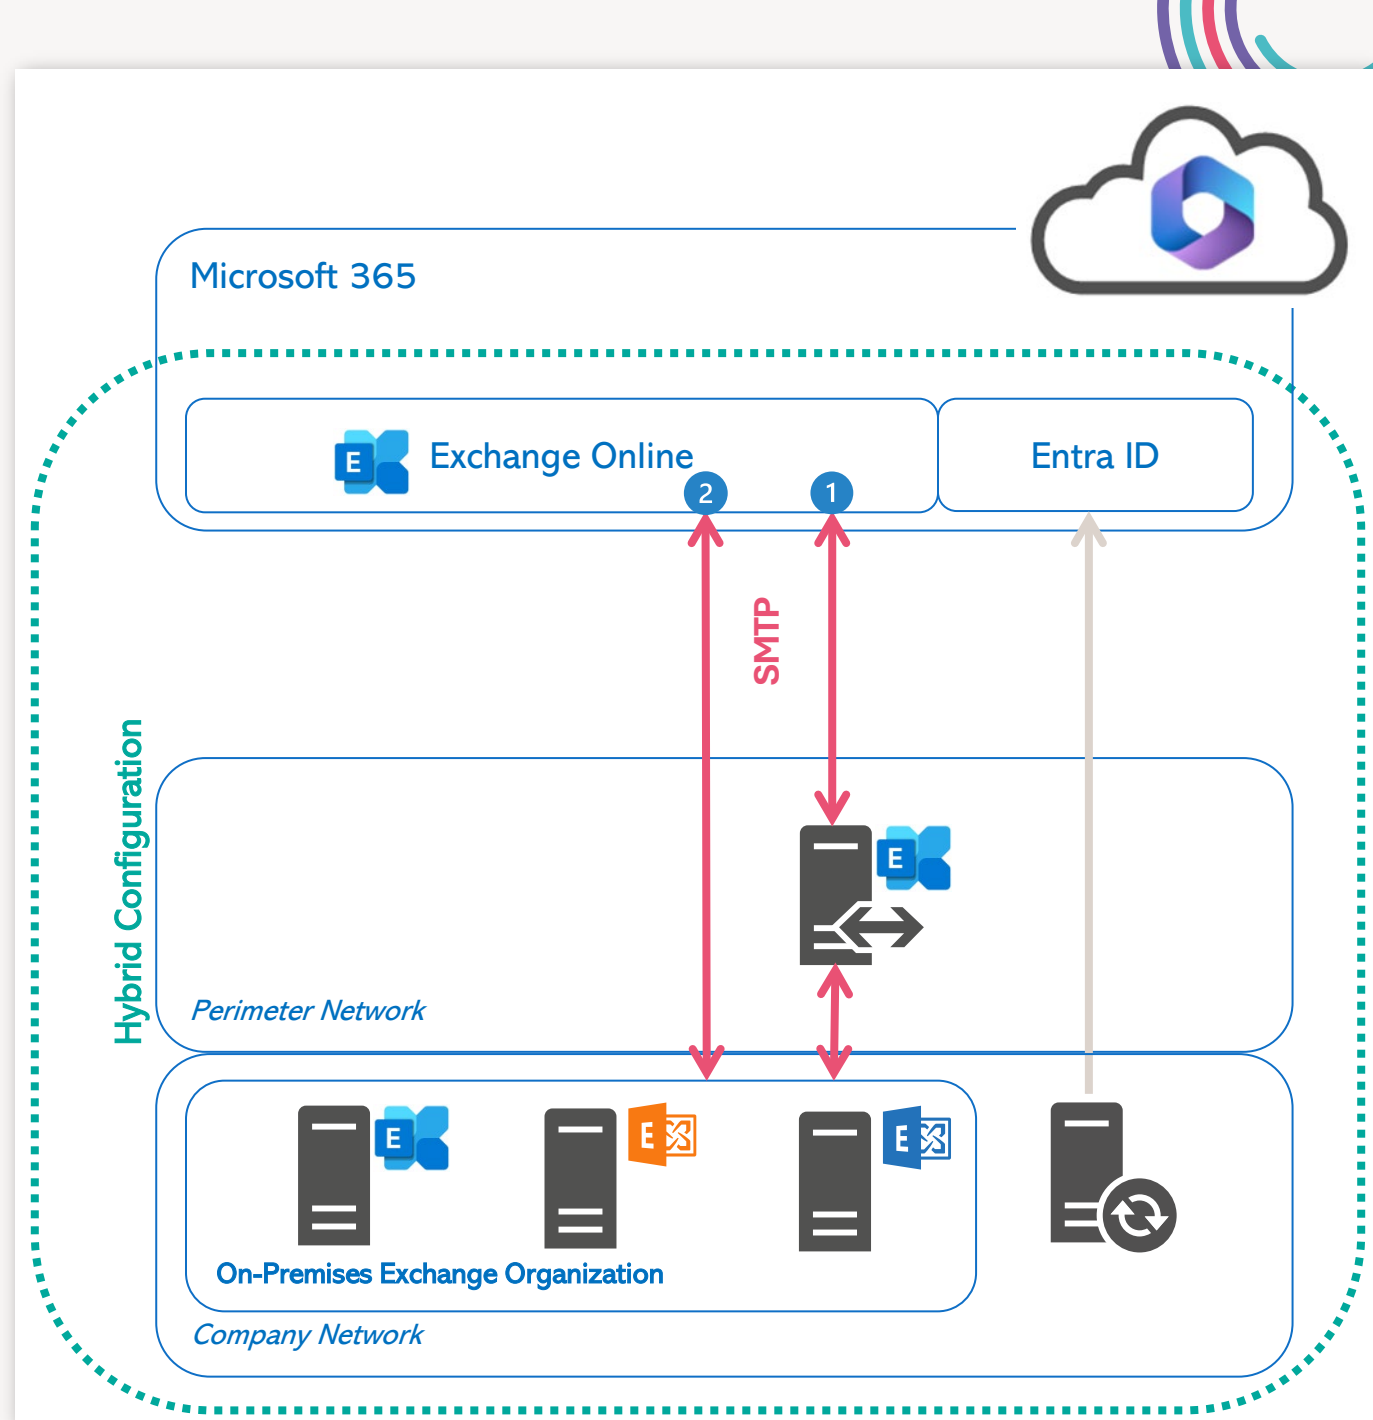 Microsoft 365
E
Exchange Online
Entra ID
2
1
SMTP
Hybrid Configuration
E
Perimeter Network
E
E
E
On-Premises Exchange Organization
Company Network